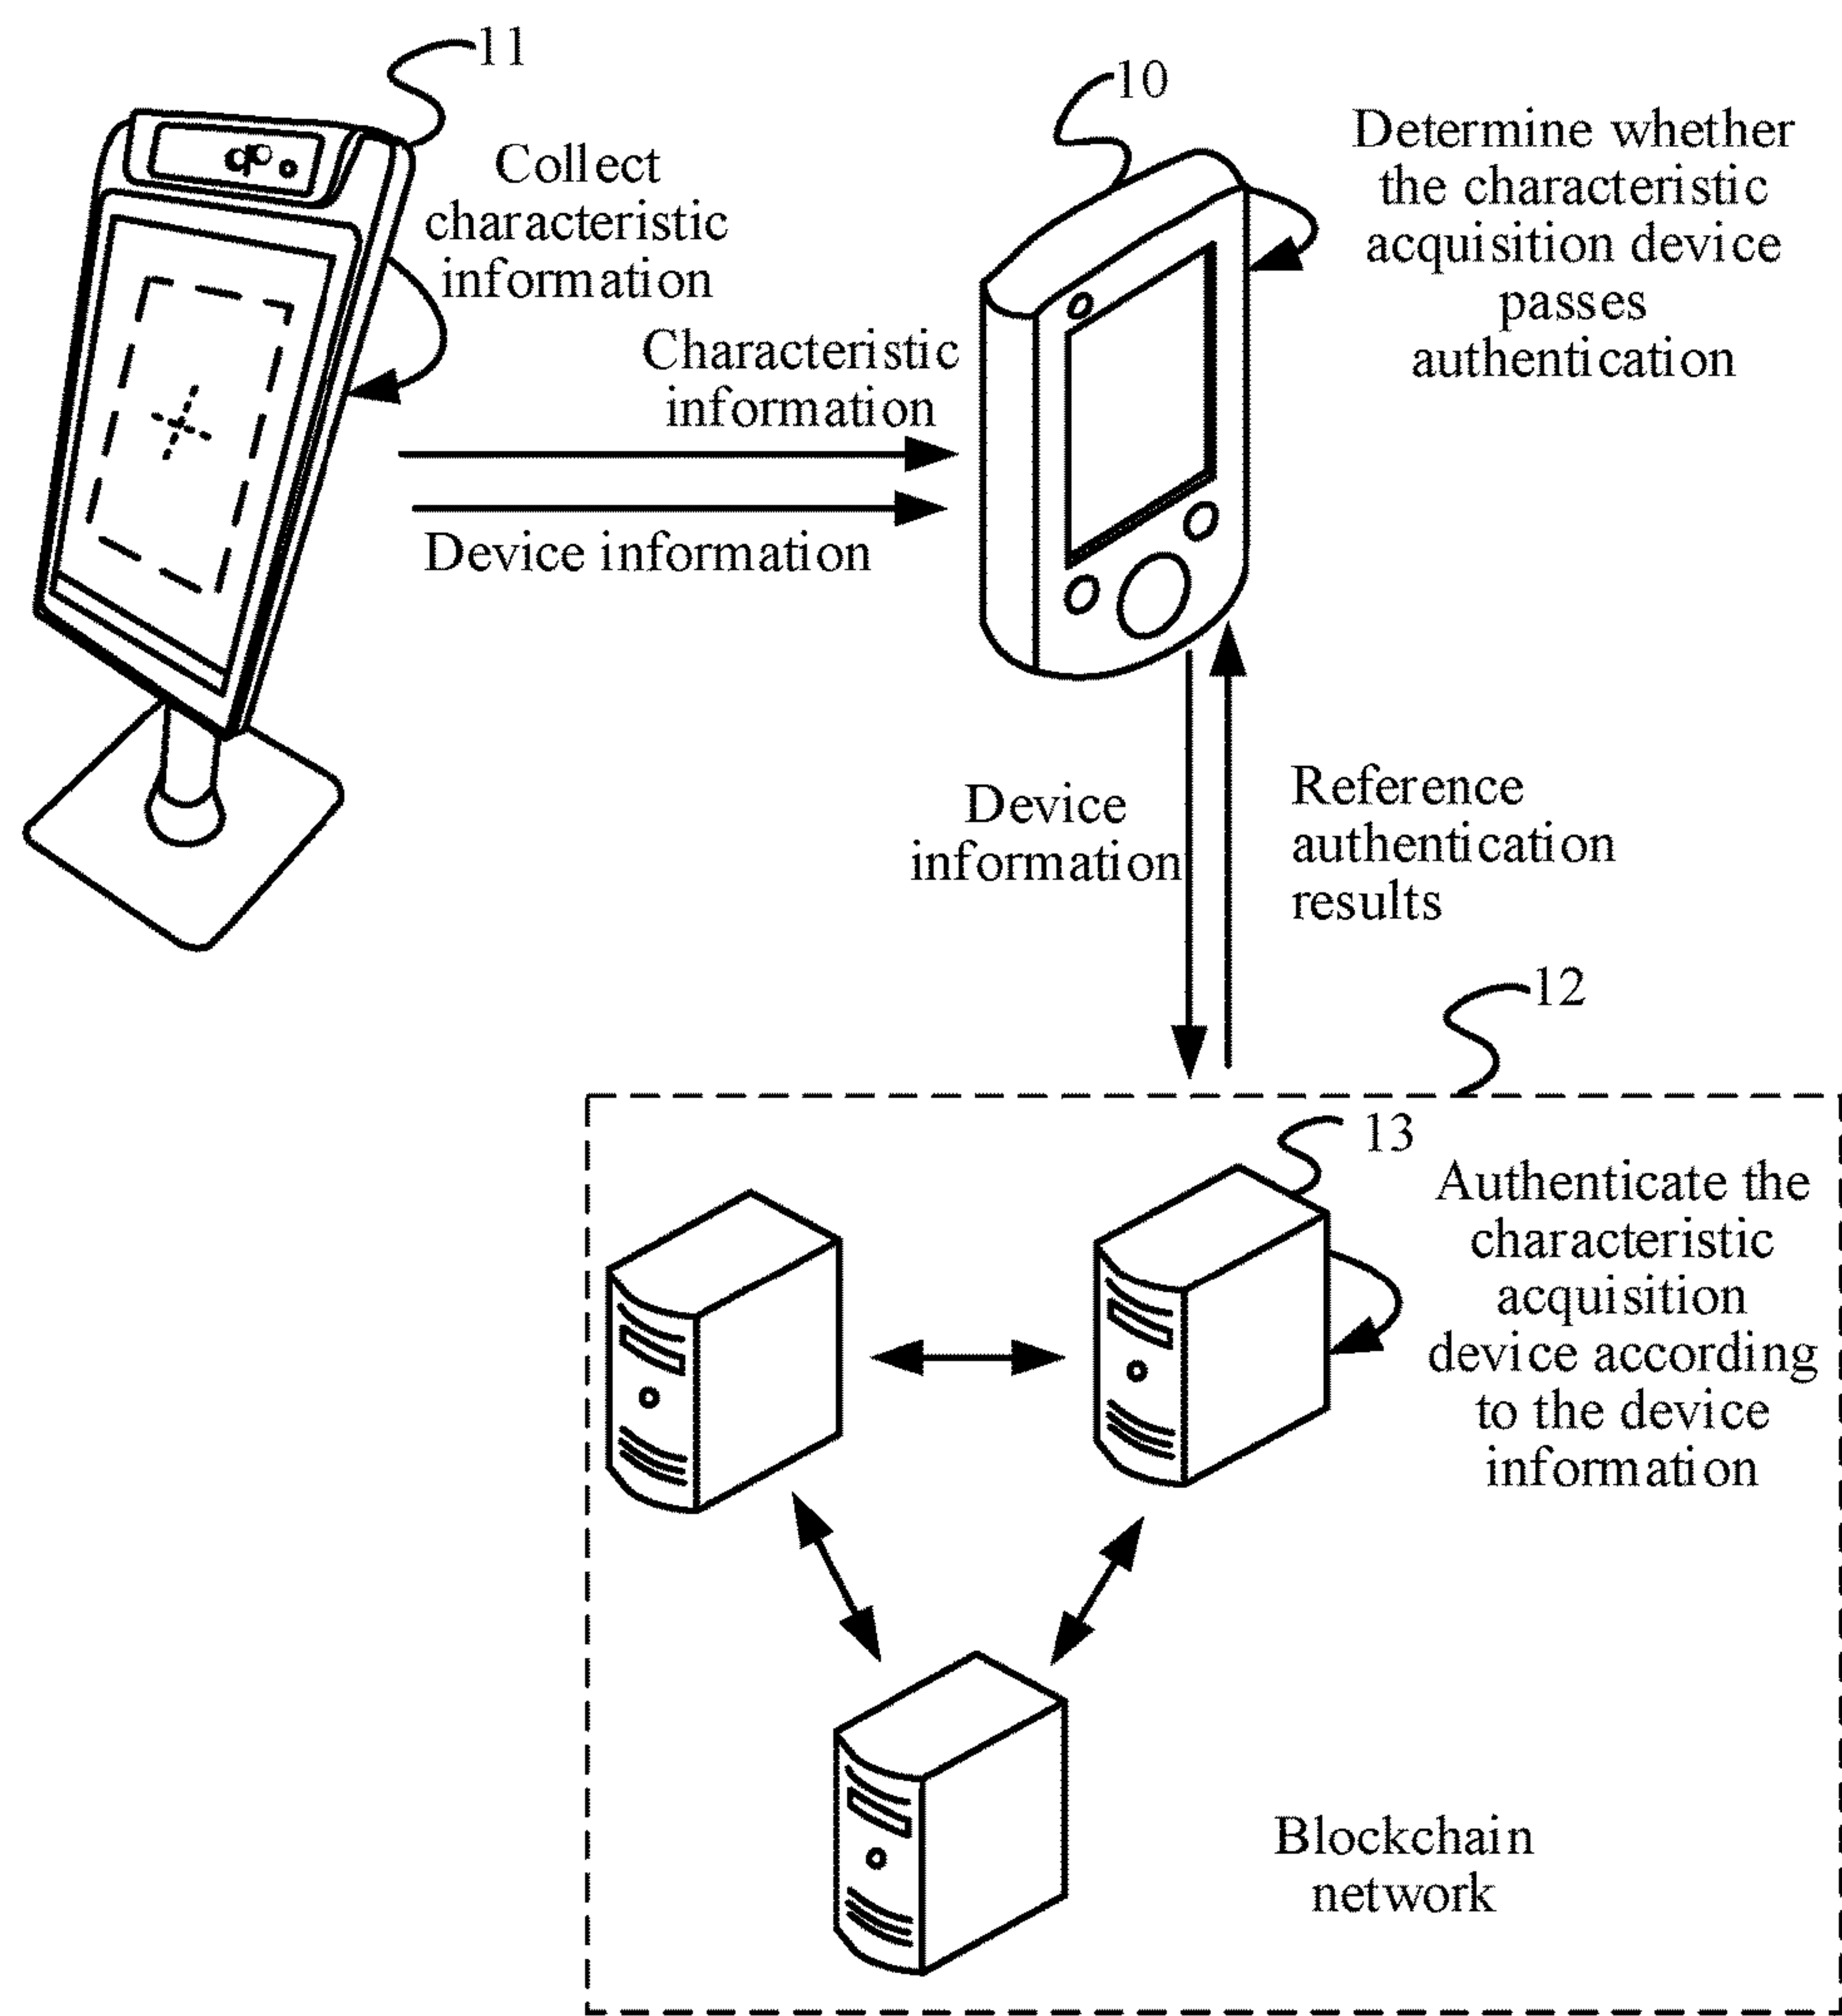 11
Collect
characteristic
information
10
Determine whether
the characteristic
acquisition device
passes
authentication
Characteristic
information
Device information
Device
information
Reference
authentication
results
12
13
Authenticate the
characteristic
acquisition
device according
to the device
information
Blockchain
network